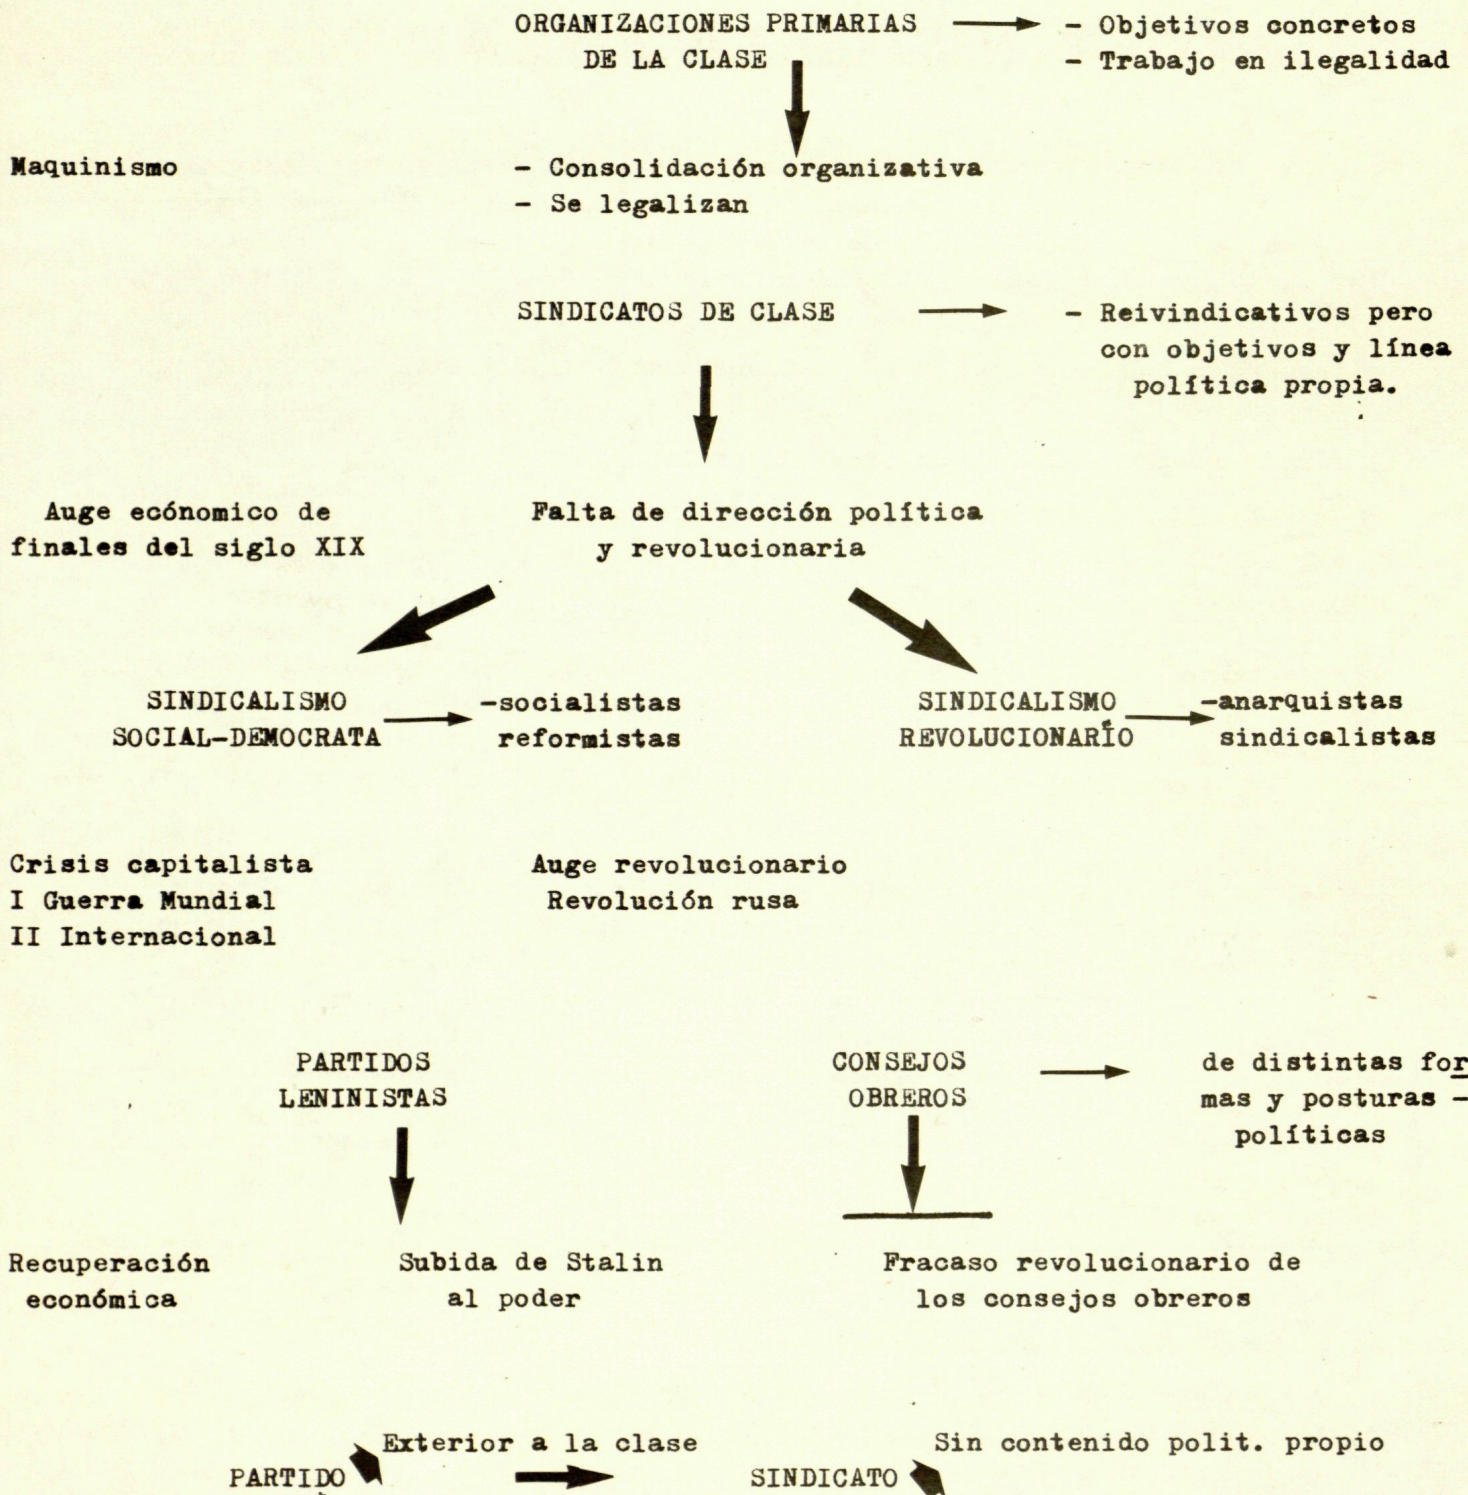 ORGANIZACIONES PRIMARIAS
DE LA CLASE
- Objetivos concretos
- Trabajo en ilegalidad
Maquinismo
- Consolidación organizativa
- Se legalizan
SINDICATOS DE CLASE
- Reivindicativos pero
con objetivos y línea
política propia.
Auge ecónomico de
finales del siglo XIX
Falta de dirección política
y revolucionaria
SINDICALISMO
SOCIAL-DEMOCRATA
-socialistas
reformistas
SINDICALISMO
REVOLUCIONARÍO
-anarquistas
sindicalistas
Crisis capitalista
I Guerra Mundial
II Internacional
Auge revolucionario
Revolución rusa
PARTIDOS
LENINISTAS
CONSEJOS
OBREROS
de distintas for
mas y posturas -
políticas
Recuperación
económica
Subida de Stalin
al poder
Fracaso revolucionario de
los consejos obreros
Exterior a la clase
PARTIDO
Sin contenido polit. propio
SINDICATO